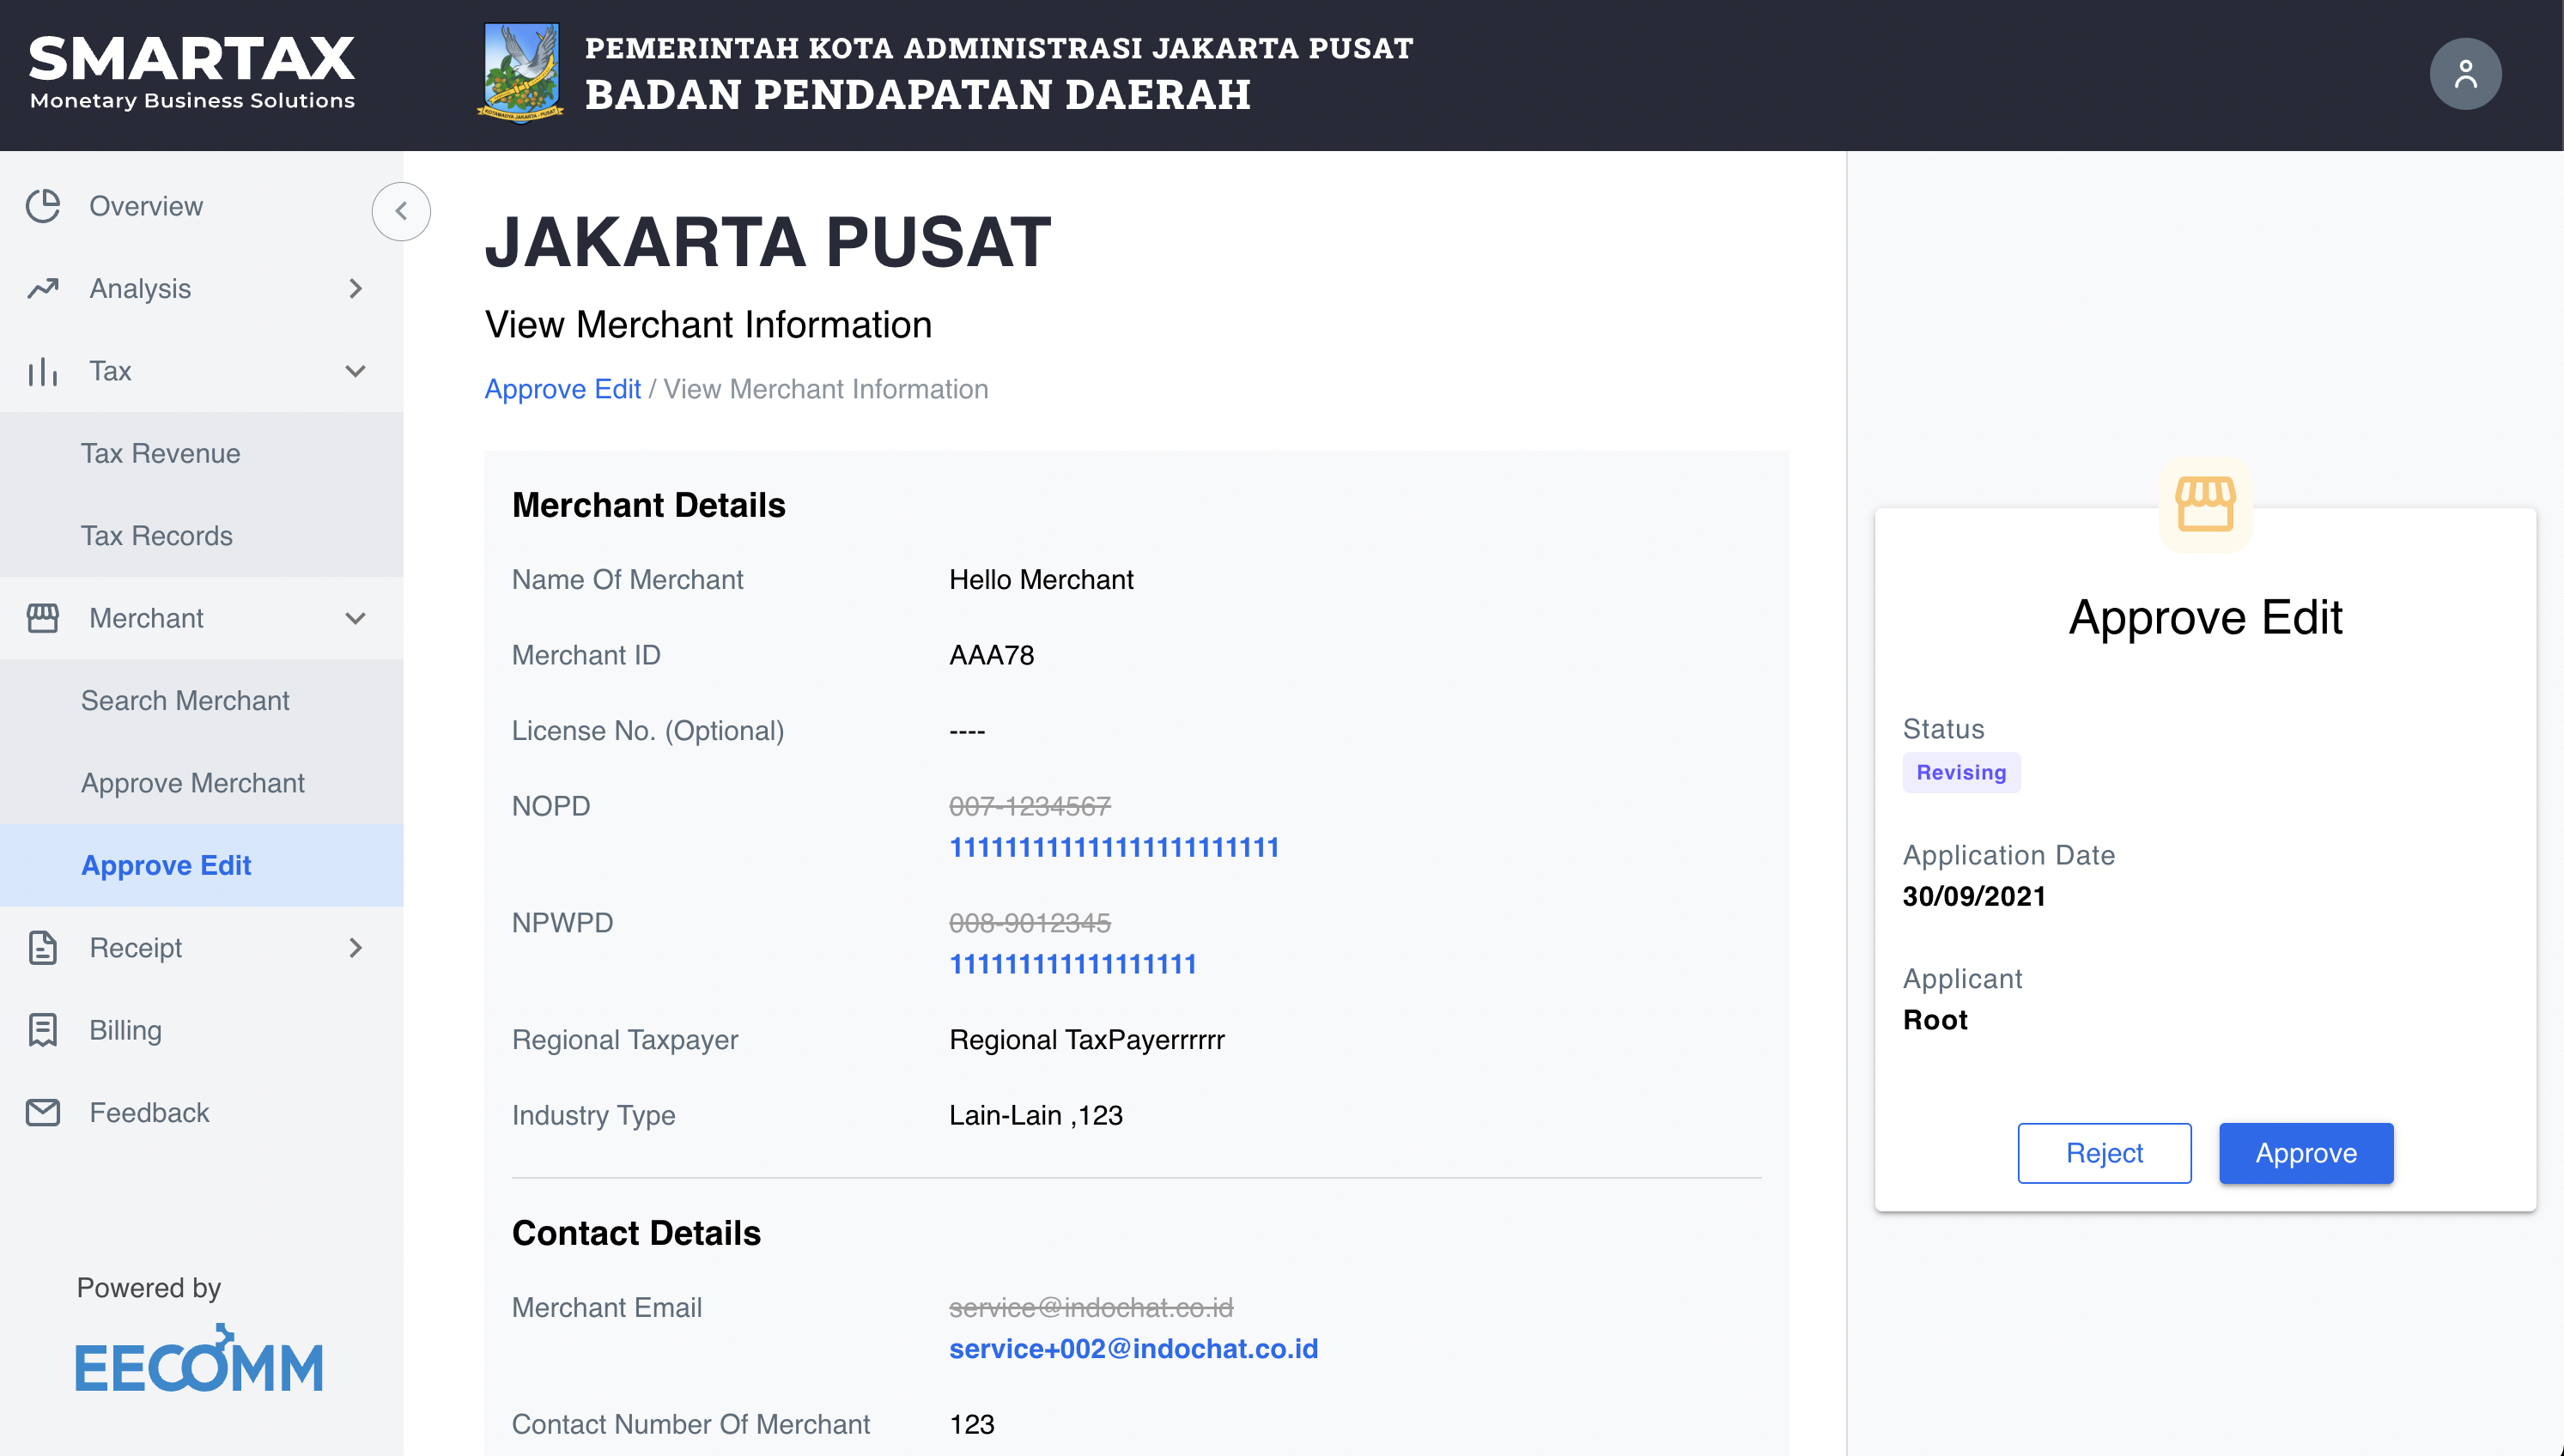 SMARTAX
Monetary Business Solutions
KOTAMADYA JAKARTA - PUSAT
PEMERINTAH KOTA ADMINISTRASI JAKARTA PUSAT
BADAN PENDAPATAN DAERAH
Overview
Analysis
Tax
Tax Revenue
Tax Records
Merchant
Search Merchant
Approve Merchant
Approve Edit
Receipt
Billing
Feedback
Powered by
EECOMM
JAKARTA PUSAT
View Merchant Information
Approve Edit / View Merchant Information
Merchant Details
Name Of Merchant Hello Merchant
Merchant ID AAA78
License No. (Optional) ----
NOPD 007-1234567
111111111111111111111111
NPWPD 008-9012345
111111111111111111
Regional Taxpayer Regional TaxPayerrrrrr
Industry Type Lain-Lain ,123
Contact Details
Merchant Email service@indochat.co.id
service+002@indochat.co.id
Contact Number Of Merchant 123
Approve Edit
Status
Revising
Application Date
30/09/2021
Applicant
Root
Reject
Approve